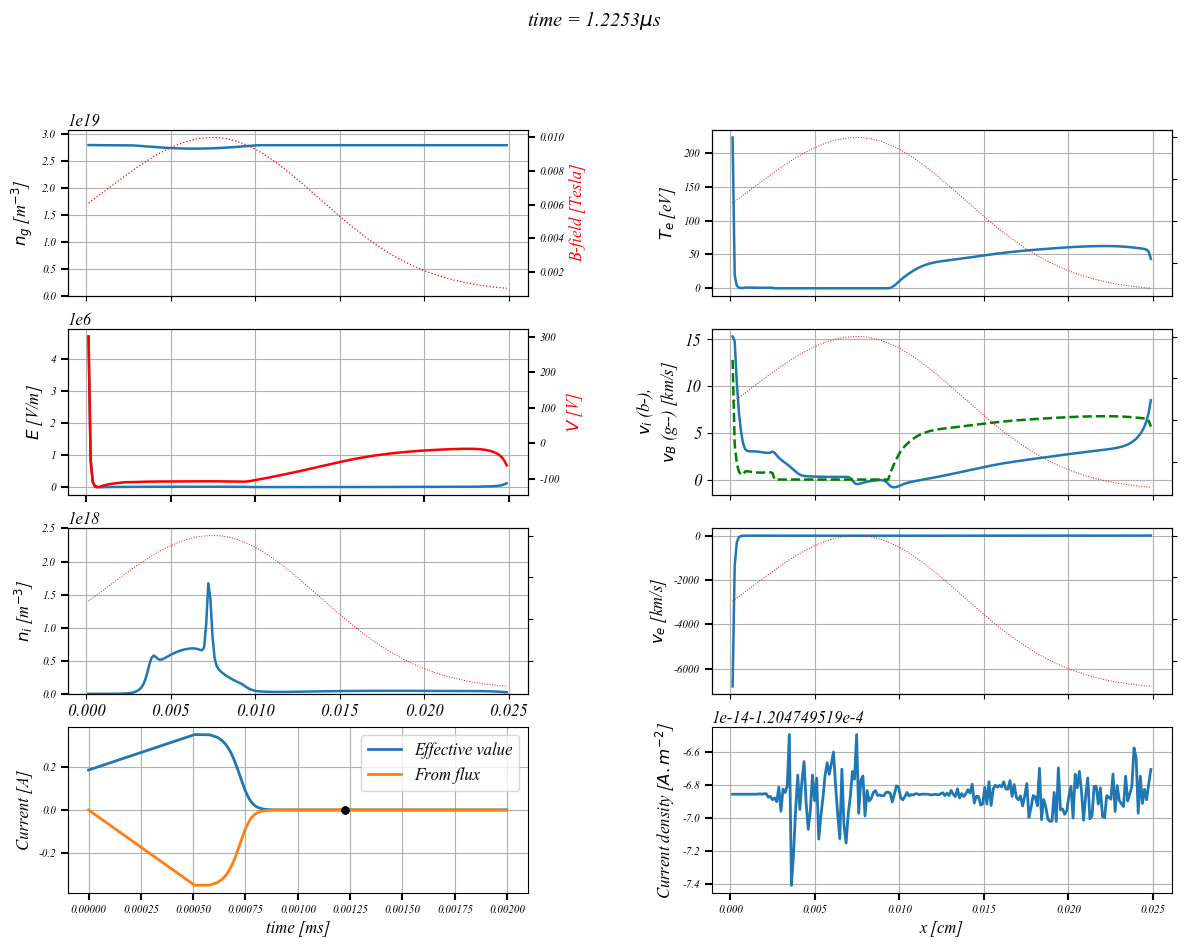 time = 1.2253μs
1e19
3.0
2.5
2.0
1.5
1.0
0.5
0.0
n_g [m^{-3}]
0.010
0.008
0.006
0.004
0.002
B-field [Tesla]
200
150
100
50
0
T_e [eV]
1e6
4
3
2
1
0
E [V/m]
300
200
100
0
-100
V [V]
15
10
5
0
v_i (b-),
v_B (g--) [km/s]
1e18
2.5
2.0
1.5
1.0
0.5
0.0
n_i [m^{-3}]
0.000 0.005 0.010 0.015 0.020 0.025
0
-2000
-4000
-6000
v_e [km/s]
0.2
0.0
-0.2
Current [A]
Effective value
From flux
0.00000 0.00025 0.00050 0.00075 0.00100 0.00125 0.00150 0.00175 0.00200
time [ms]
1e-14-1.204749519e-4
-6.6
-6.8
-7.0
-7.2
-7.4
Current density [A.m^{-2}]
0.000 0.005 0.010 0.015 0.020 0.025
x [cm]